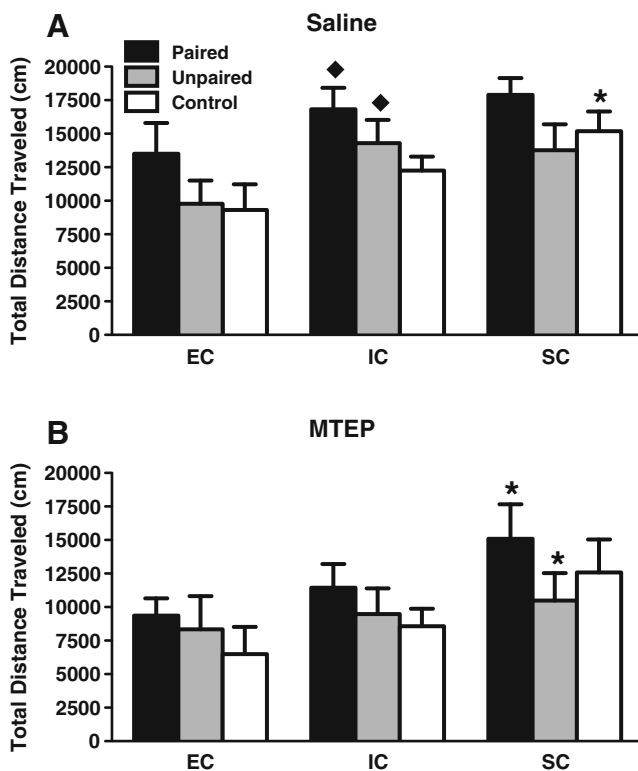 A
Saline
Paired
Unpaired
Control
Total Distance Traveled (cm)
20000
17500
15000
12500
10000
7500
5000
2500
0
◆
◆
*
EC
IC
SC
B
MTEP
Total Distance Traveled (cm)
20000
17500
15000
12500
10000
7500
5000
2500
0
*
*
EC
IC
SC